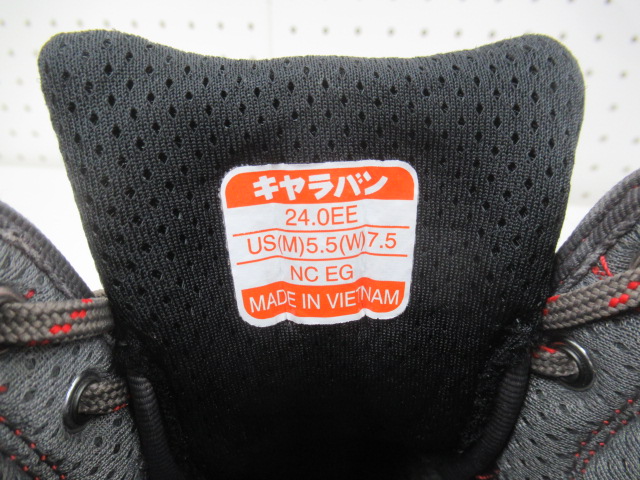 キャラバン
24.0EE
US(M)5.5(W)7.5
NC EG
MADE IN VIETNAM